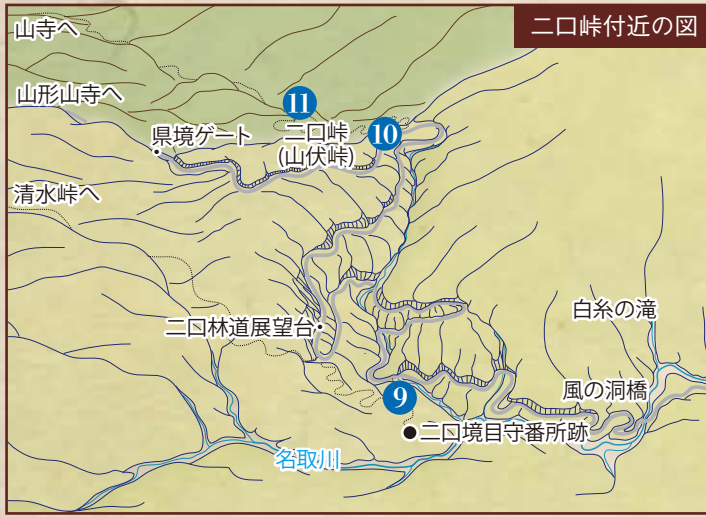 二口峠付近の図
山寺へ
山形山寺へ
11
県境ゲート
二口峠
(山伏峠)
10
清水峠へ
白糸の滝
二口林道展望台
風の洞橋
9
二口境目守番所跡
名取川